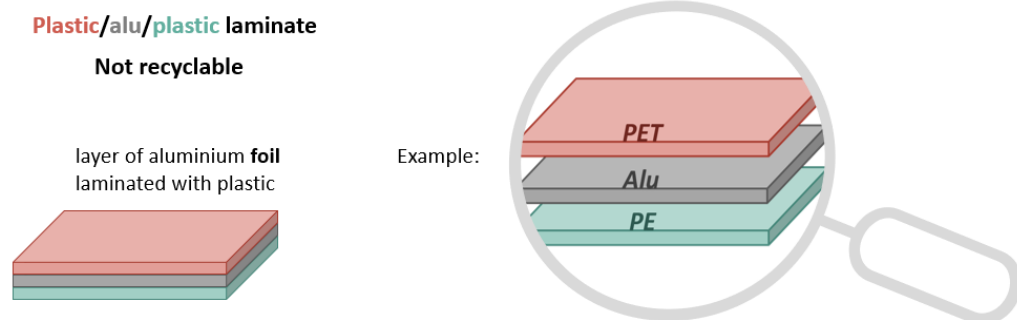 Plastic/alu/plastic laminate
Not recyclable
layer of aluminium foil
laminated with plastic
Example:
PET
Alu
PE